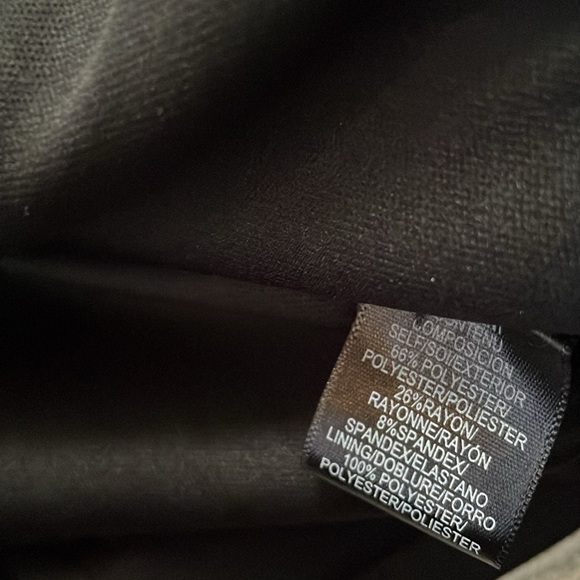 COMPOSICIÓN
SELF/SOI/EXTERIOR
66% POLYESTER/
POLYESTER/POLIESTER
26%RAYON/
RAYONNE/RAYÓN
8%SPANDEX/
SPANDEX/ELASTANO
LINING/DOBLURE/FORRO
100% POLYESTER/
POLYESTER/POLIESTER